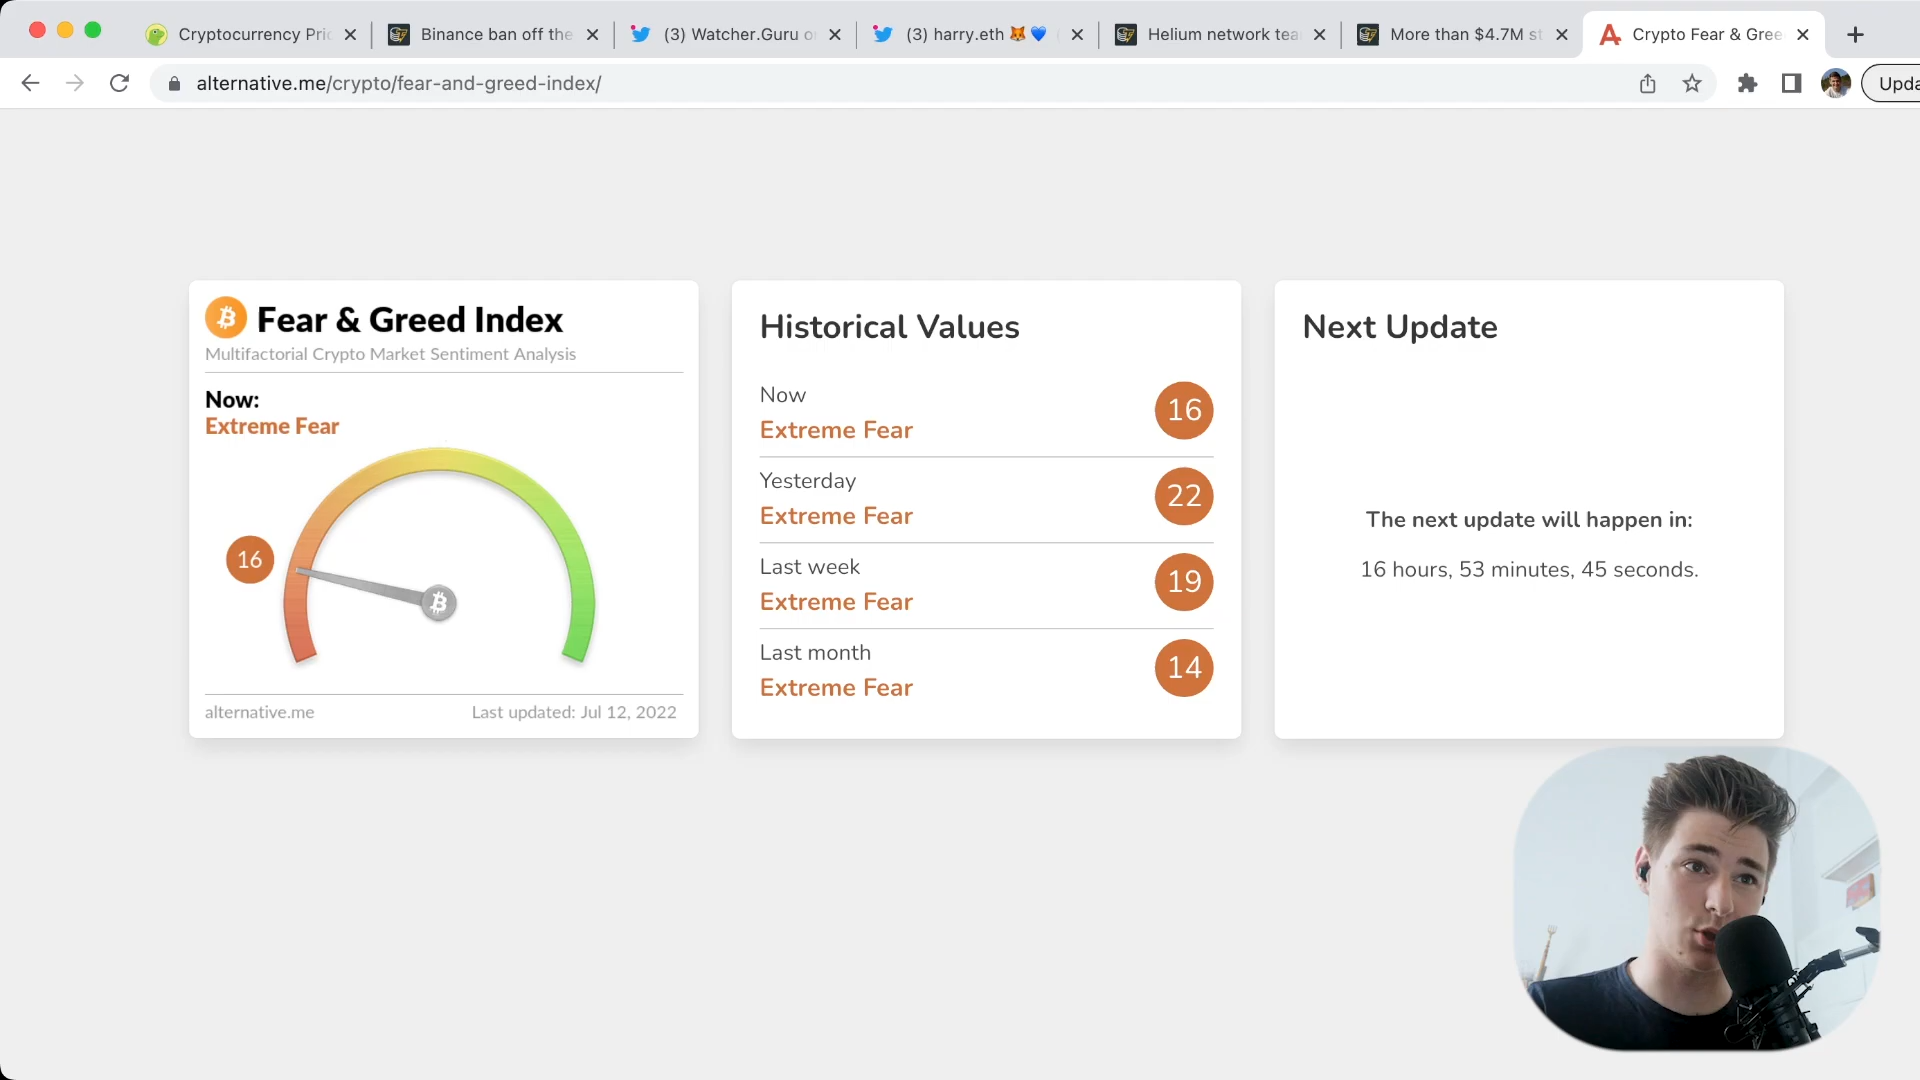 Cryptocurrency Pri
Binance ban off the
(3) Watcher.Guru o
(3) harry.eth 🦊💙
Helium network tea
More than $4.7M st
Crypto Fear & Gree
alternative.me/crypto/fear-and-greed-index/
Upda
Fear & Greed Index
Multifactorial Crypto Market Sentiment Analysis
Now:
Extreme Fear
16
alternative.me
Last updated: Jul 12, 2022
Historical Values
Now
Extreme Fear
16
Yesterday
Extreme Fear
22
Last week
Extreme Fear
19
Last month
Extreme Fear
14
Next Update
The next update will happen in:
16 hours, 53 minutes, 45 seconds.